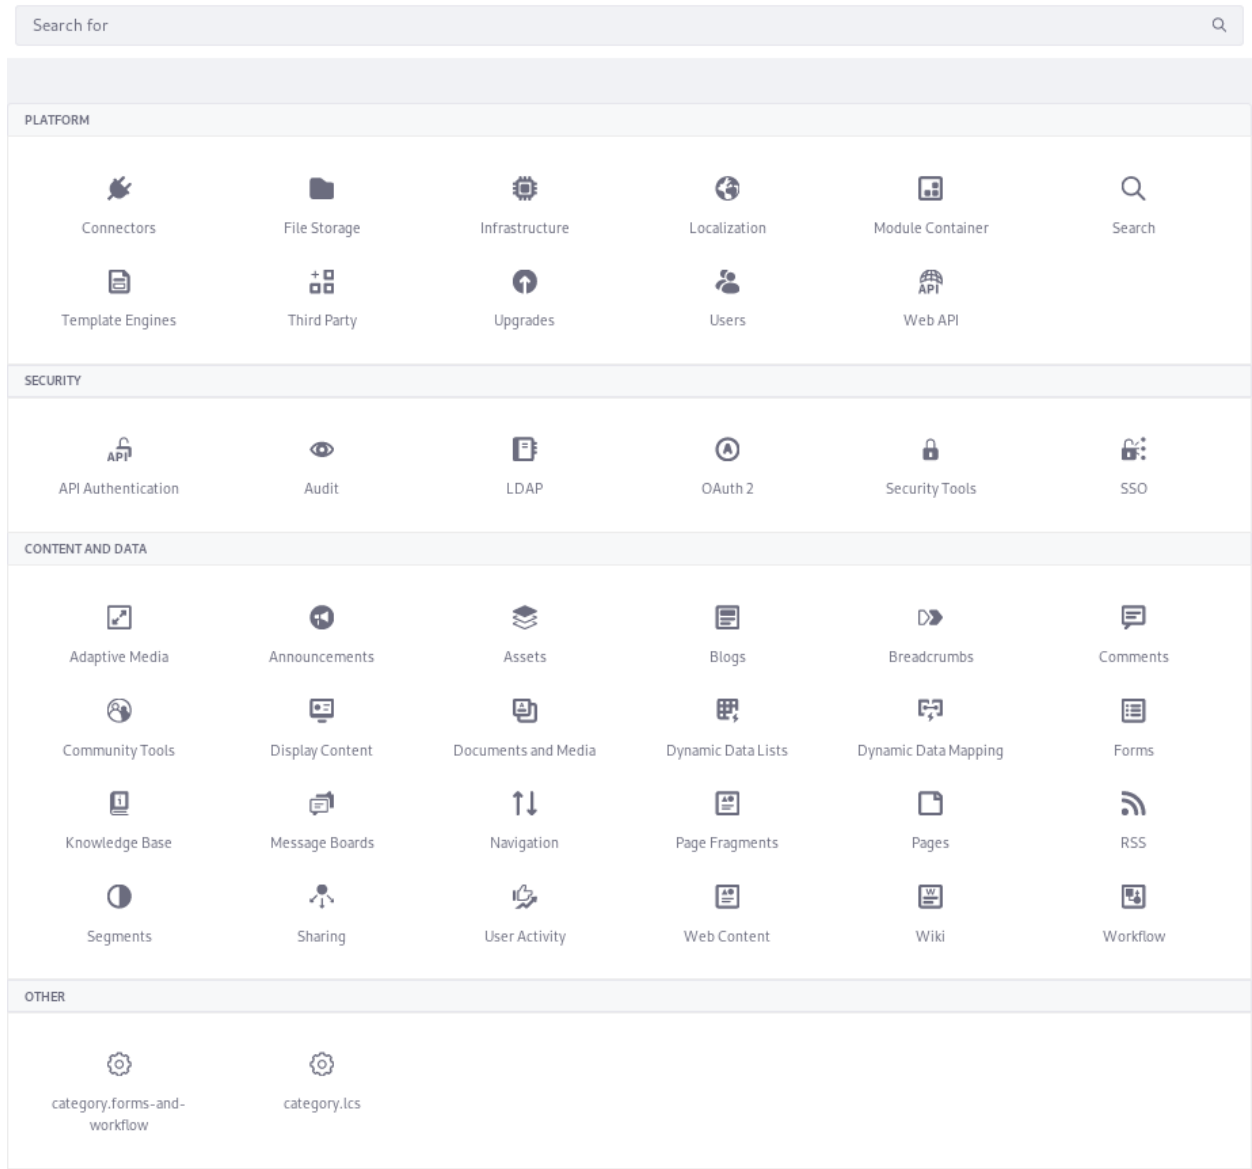 Search for
PLATFORM
Connectors File Storage Infrastructure Localization Module Container Search
API
Template Engines Third Party Upgrades Users Web API
SECURITY
API A
API Authentication Audit LDAP OAuth 2 Security Tools SSO
CONTENT AND DATA
Adaptive Media Announcements Assets Blogs Breadcrumbs Comments
Community Tools Display Content Documents and Media Dynamic Data Lists Dynamic Data Mapping Forms
Knowledge Base Message Boards Navigation Page Fragments Pages RSS
W
Segments Sharing User Activity Web Content Wiki Workflow
OTHER
category.forms-and- category.lcs
workflow